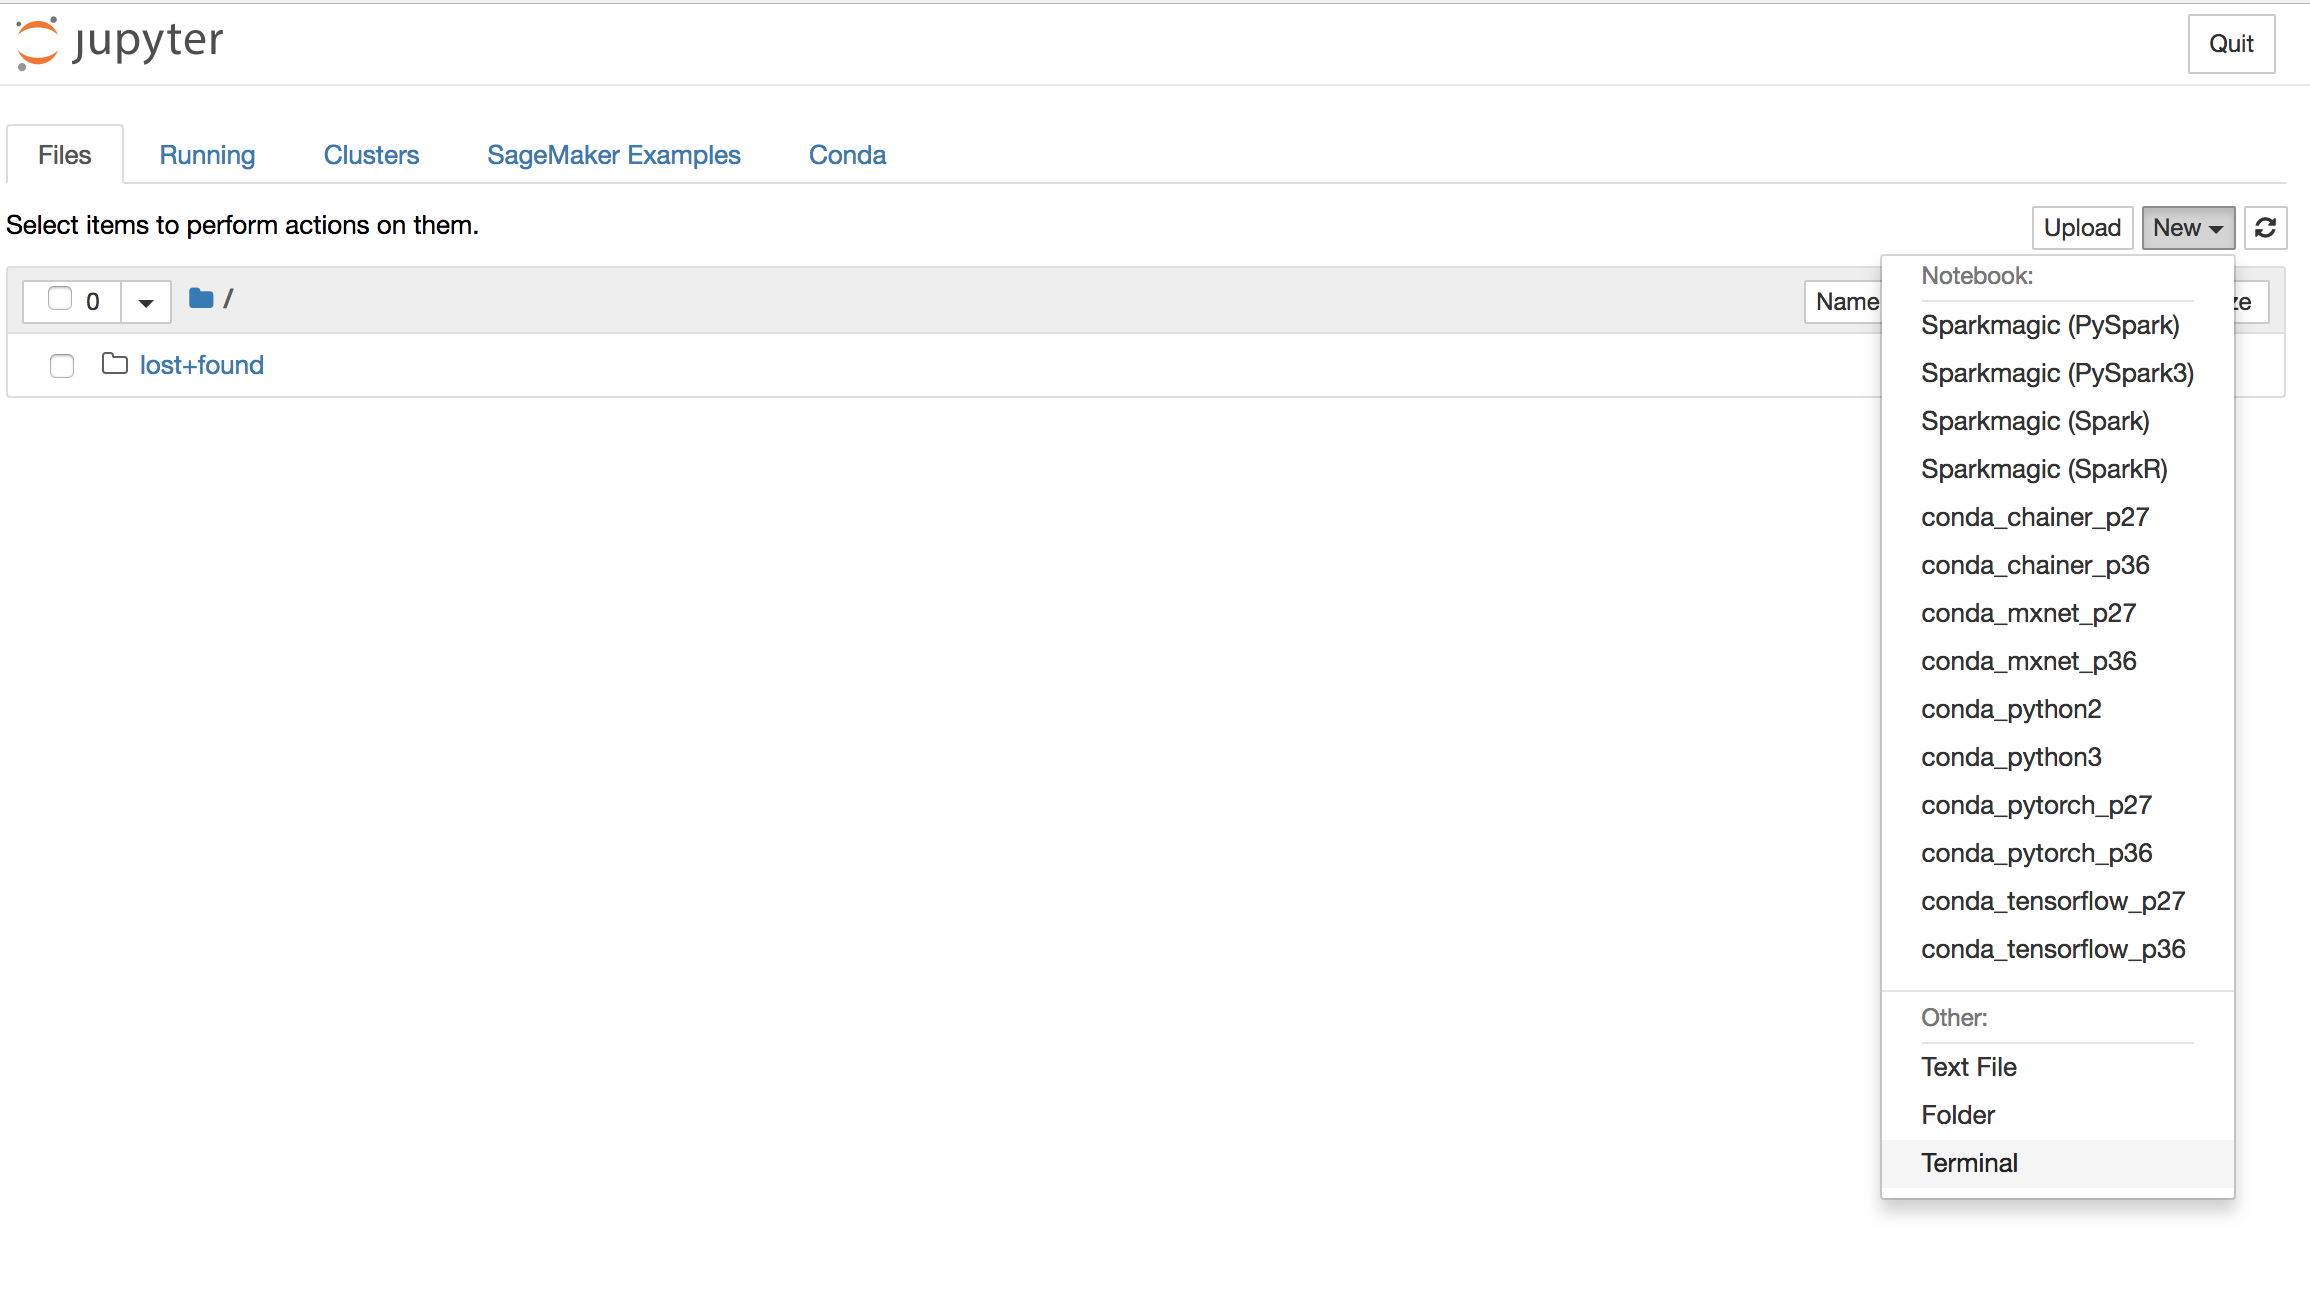 jupyter
Quit
Files Running Clusters SageMaker Examples Conda
Select items to perform actions on them.
Upload New
0 /
Name
lost+found
Notebook:
Sparkmagic (PySpark)
Sparkmagic (PySpark3)
Sparkmagic (Spark)
Sparkmagic (SparkR)
conda_chainer_p27
conda_chainer_p36
conda_mxnet_p27
conda_mxnet_p36
conda_python2
conda_python3
conda_pytorch_p27
conda_pytorch_p36
conda_tensorflow_p27
conda_tensorflow_p36
Other:
Text File
Folder
Terminal